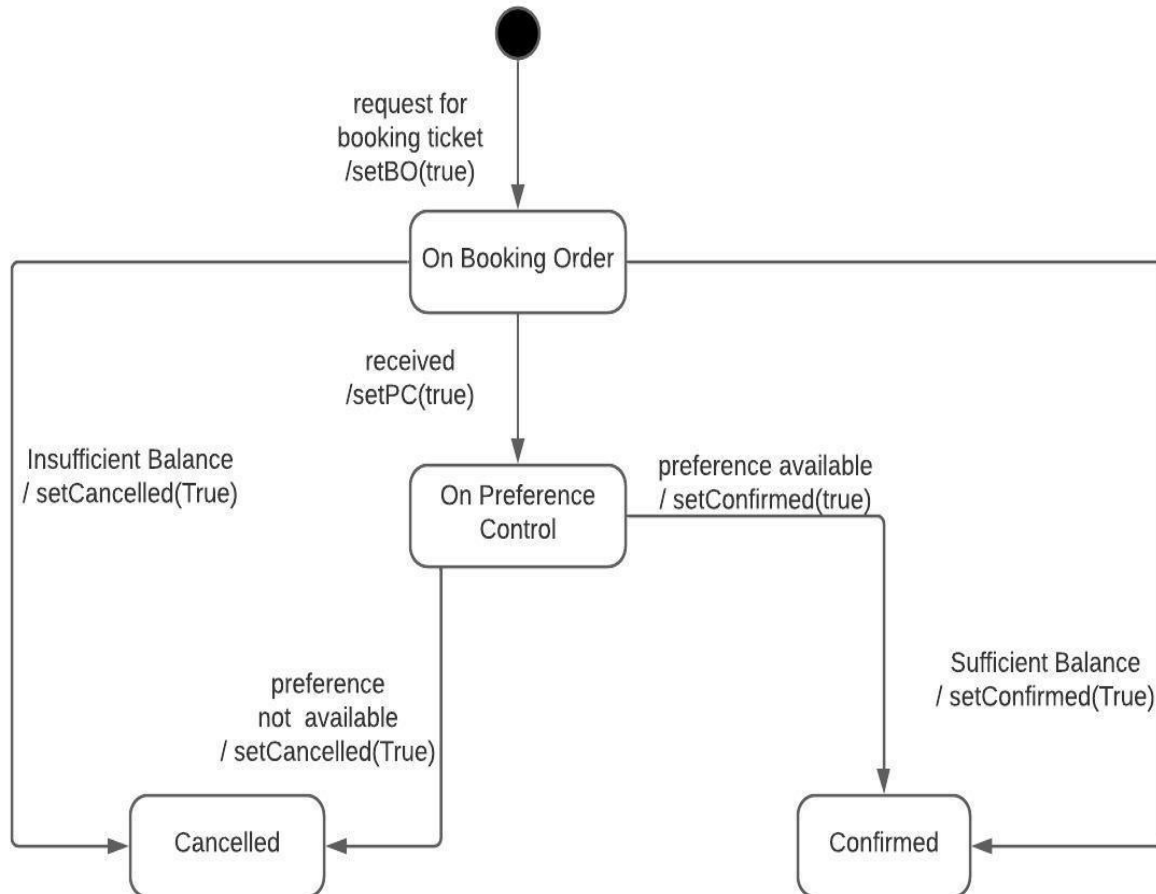 request for
booking ticket
/setBO(true)
On Booking Order
received
/setPC(true)
Insufficient Balance
/ setCancelled(True)
On Preference
Control
preference available
/ setConfirmed(true)
preference
not  available
/ setCancelled(True)
Sufficient Balance
/ setConfirmed(True)
Cancelled
Confirmed